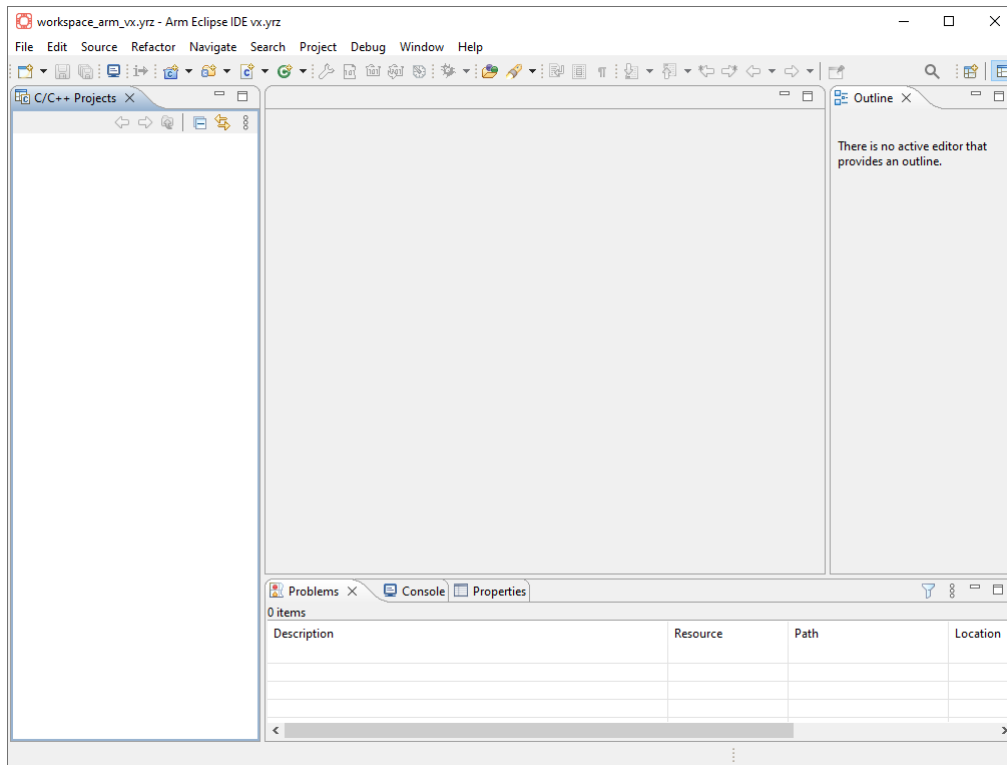 workspace_arm_vx.yrz - Arm Eclipse IDE vx.yrz
File Edit Source Refactor Navigate Search Project Debug Window Help
C/C++ Projects
Outline
There is no active editor that
provides an outline.
Problems Console Properties
0 items
Description Resource Path Location